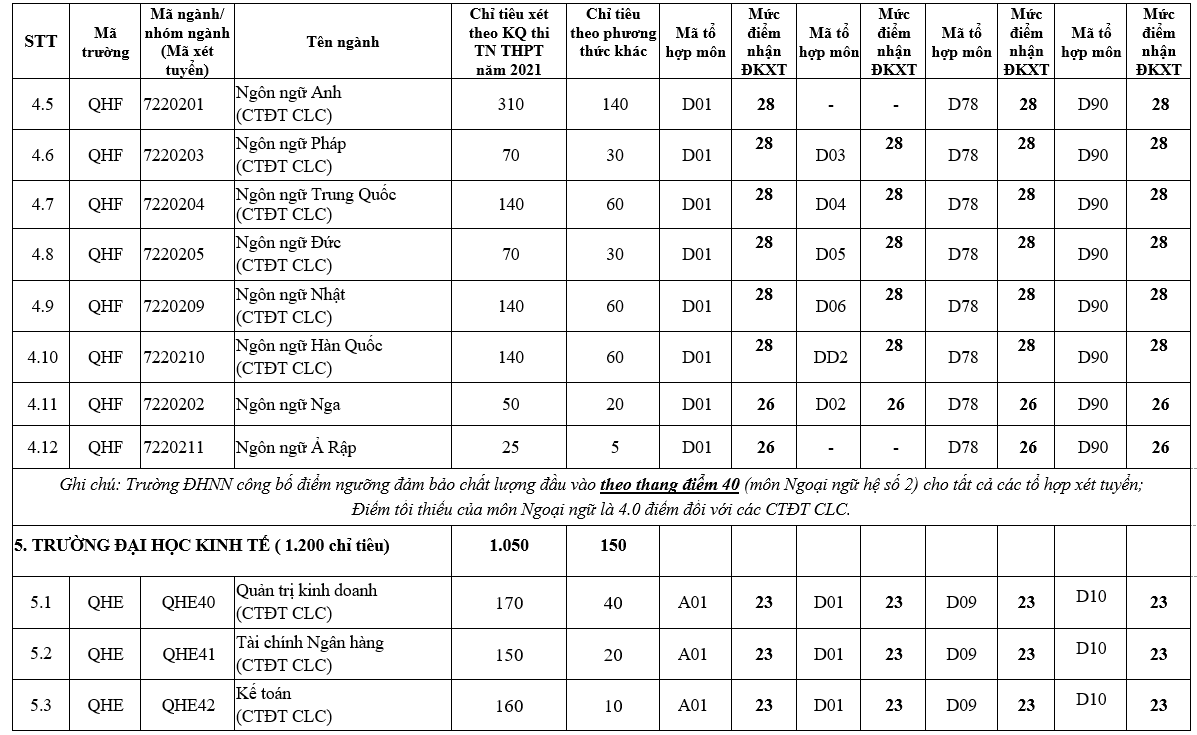 STT Mã trường Mã ngành/ nhóm ngành (Mã xét tuyển) Tên ngành Chỉ tiêu xét theo KQ thi TN THPT năm 2021 Chỉ tiêu theo phương thức khác Mã tổ hợp môn Mức điểm nhận ĐKXT Mã tổ hợp môn Mức điểm nhận ĐKXT Mã tổ hợp môn Mức điểm nhận ĐKXT Mã tổ hợp môn Mức điểm nhận ĐKXT
4.5 QHF 7220201 Ngôn ngữ Anh (CTĐT CLC) 310 140 D01 28 - - D78 28 D90 28
4.6 QHF 7220203 Ngôn ngữ Pháp (CTĐT CLC) 70 30 D01 28 D03 28 D78 28 D90 28
4.7 QHF 7220204 Ngôn ngữ Trung Quốc (CTĐT CLC) 140 60 D01 28 D04 28 D78 28 D90 28
4.8 QHF 7220205 Ngôn ngữ Đức (CTĐT CLC) 70 30 D01 28 D05 28 D78 28 D90 28
4.9 QHF 7220209 Ngôn ngữ Nhật (CTĐT CLC) 140 60 D01 28 D06 28 D78 28 D90 28
4.10 QHF 7220210 Ngôn ngữ Hàn Quốc (CTĐT CLC) 140 60 D01 28 DD2 28 D78 28 D90 28
4.11 QHF 7220202 Ngôn ngữ Nga 50 20 D01 26 D02 26 D78 26 D90 26
4.12 QHF 7220211 Ngôn ngữ Ả Rập 25 5 D01 26 - - D78 26 D90 26
Ghi chú: Trường ĐHNN công bố điểm ngưỡng đảm bảo chất lượng đầu vào theo thang điểm 40 (môn Ngoại ngữ hệ số 2) cho tất cả các tổ hợp xét tuyển;
Điểm tối thiểu của môn Ngoại ngữ là 4.0 điểm đối với các CTĐT CLC.
5. TRƯỜNG ĐẠI HỌC KINH TẾ ( 1.200 chỉ tiêu) 1.050 150
5.1 QHE QHE40 Quản trị kinh doanh (CTĐT CLC) 170 40 A01 23 D01 23 D09 23 D10 23
5.2 QHE QHE41 Tài chính Ngân hàng (CTĐT CLC) 150 20 A01 23 D01 23 D09 23 D10 23
5.3 QHE QHE42 Kế toán (CTĐT CLC) 160 10 A01 23 D01 23 D09 23 D10 23